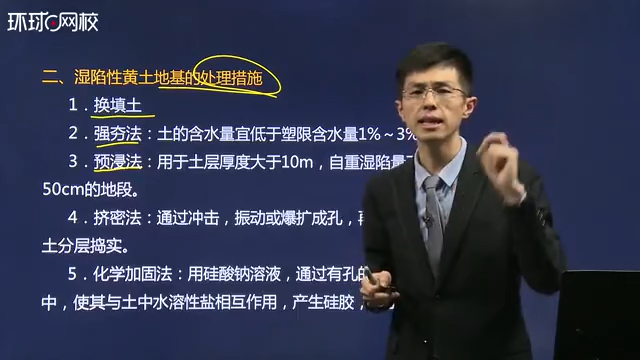 环球网校
二、湿陷性黄土地基的处理措施
1．换填土
2．强夯法：土的含水量宜低于塑限含水量1%～3%
3．预浸法：用于土层厚度大于10m，自重湿陷量
50cm的地段。
4．挤密法：通过冲击，振动或爆扩成孔，
土分层捣实。
5．化学加固法：用硅酸钠溶液，通过有孔的
中，使其与土中水溶性盐相互作用，产生硅胶，